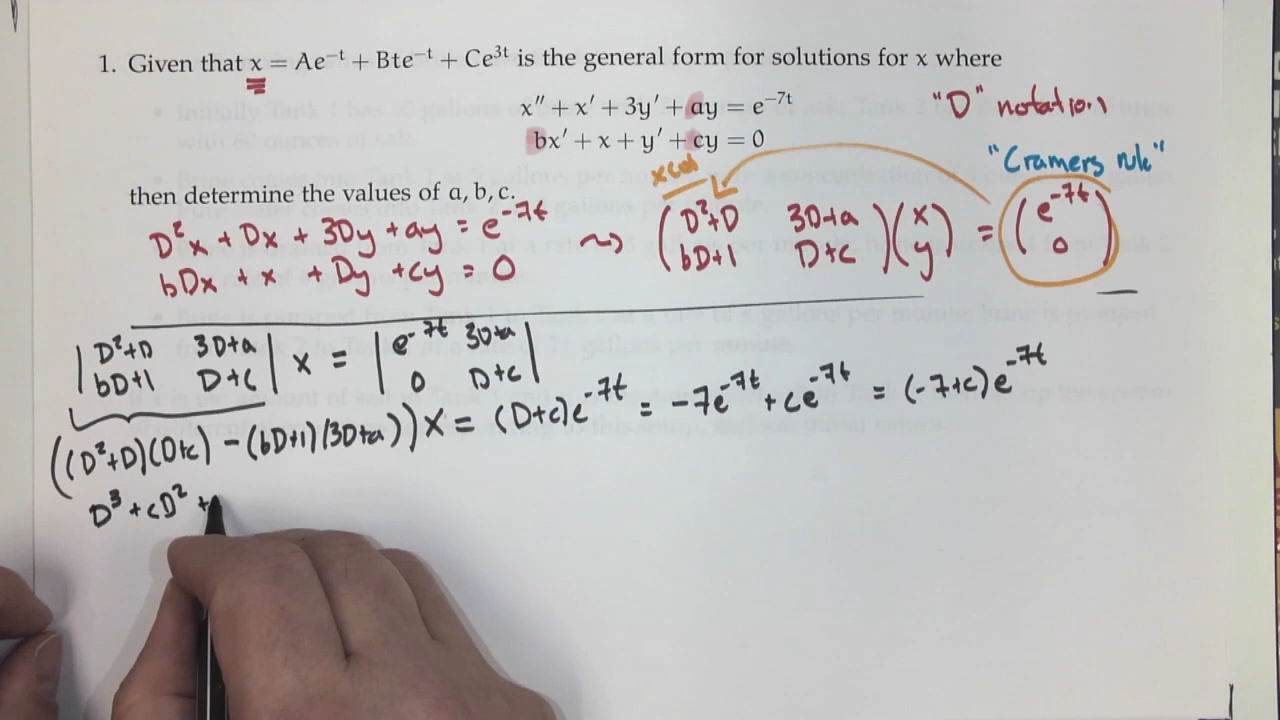 1. Given that x = Ae⁻ᵗ + Bte⁻ᵗ + Ce³ᵗ is the general form for solutions for x where
x″ + x′ + 3y′ + ay = e⁻⁷ᵗ
"D" notation
bx′ + x + y′ + cy = 0
"Cramers rule"
x col
then determine the values of a, b, c.
D²x + Dx + 3Dy + ay = e⁻⁷ᵗ
bDx + x + Dy + cy = 0
⇝ ( D²+D 3D+a ) ( x ) = ( e⁻⁷ᵗ )
( bD+1 D+c ) ( y ) ( 0 )
| D²+D 3D+a | x = | e⁻⁷ᵗ 3D+a |
| bD+1 D+c | | 0 D+c |
((D²+D)(D+c) − (bD+1)(3D+a)) x = (D+c)e⁻⁷ᵗ = −7e⁻⁷ᵗ + ce⁻⁷ᵗ = (−7+c)e⁻⁷ᵗ
D³ + cD² +